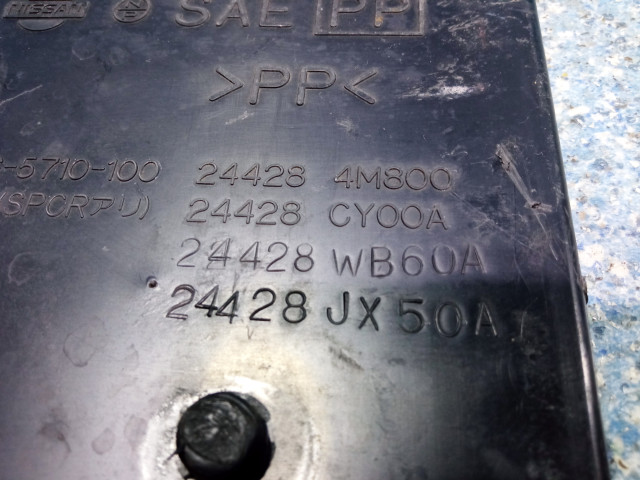 NISSAN SAE PP
>PP<
-5710-100 24428 4M800
(SPCRアリ) 24428 CY00A
24428 WB60A
24428 JX50A